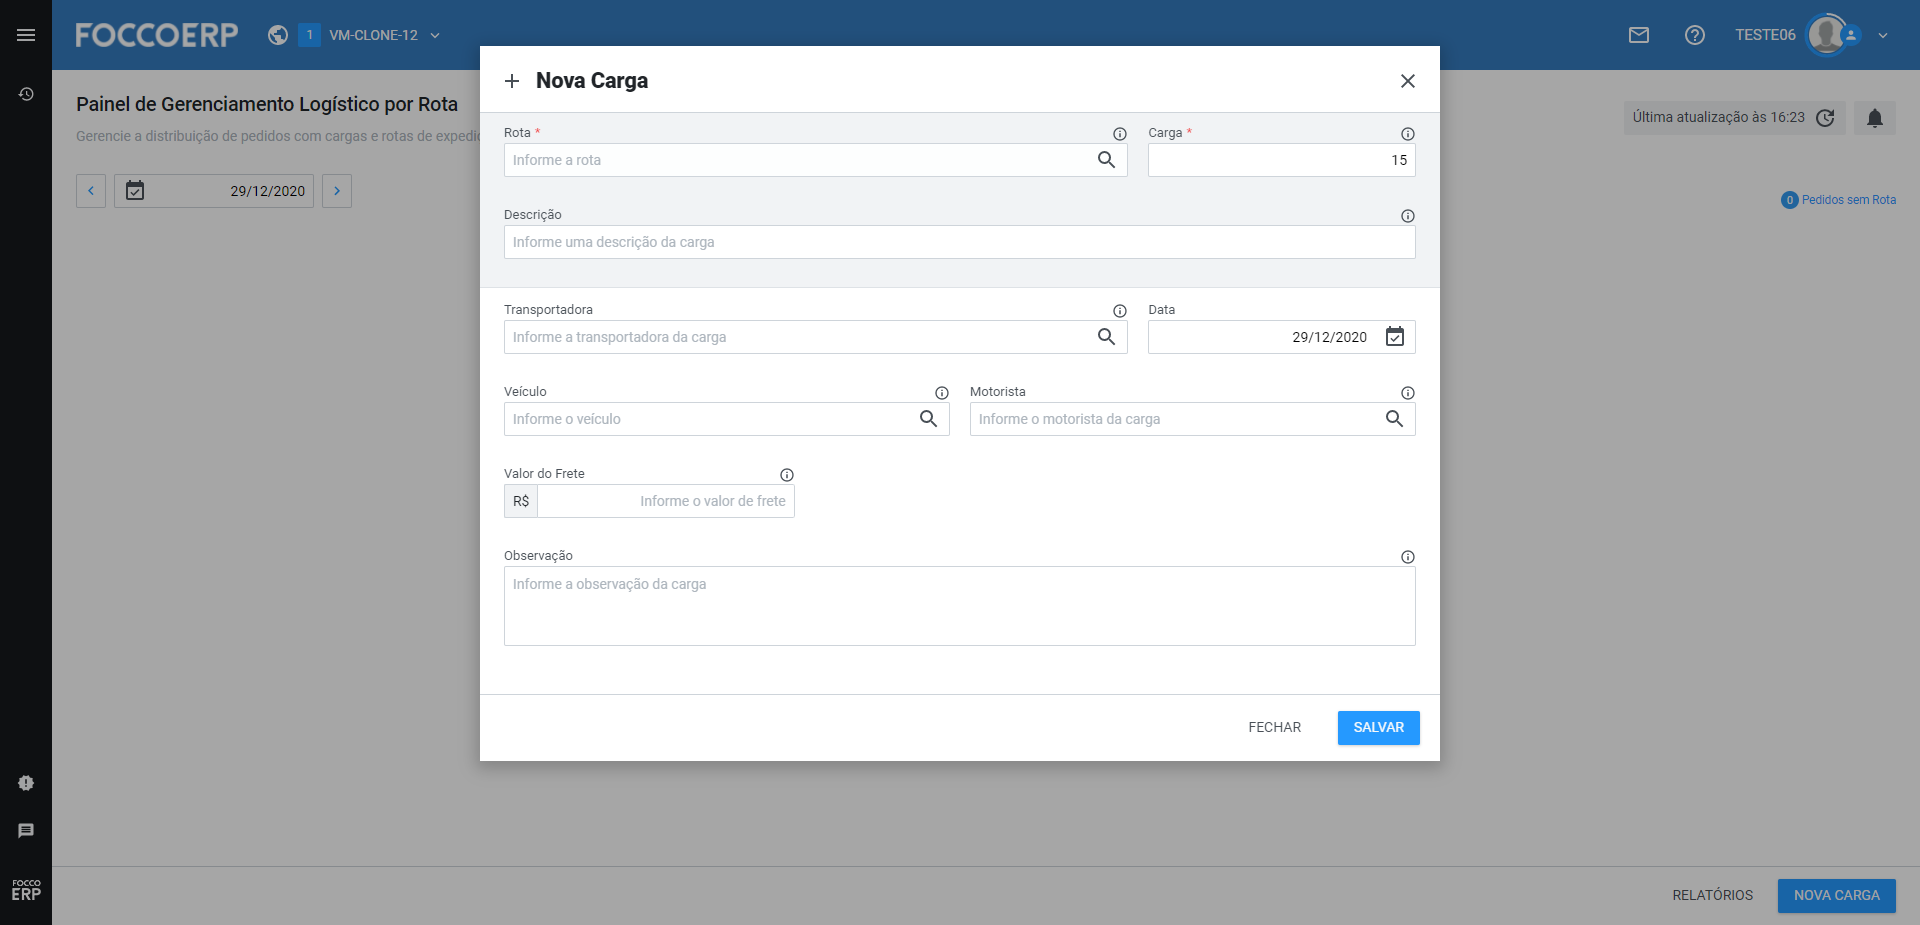 FOCCOERP
1 VM-CLONE-12
TESTE06
Painel de Gerenciamento Logístico por Rota
Gerencie a distribuição de pedidos com cargas e rotas de expedi
Última atualização às 16:23
29/12/2020
0 Pedidos sem Rota
Nova Carga
Rota *
Informe a rota
Carga *
15
Descrição
Informe uma descrição da carga
Transportadora
Informe a transportadora da carga
Data
29/12/2020
Veículo
Informe o veículo
Motorista
Informe o motorista da carga
Valor do Frete
R$ Informe o valor de frete
Observação
Informe a observação da carga
FECHAR
SALVAR
FOCCO
ERP
RELATÓRIOS
NOVA CARGA